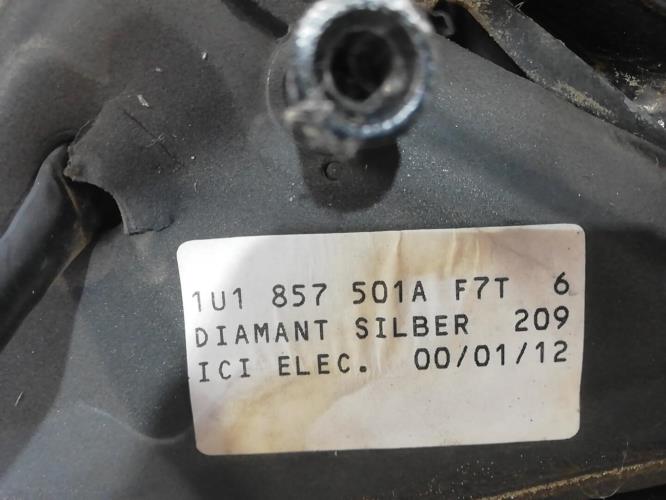 1U1 857 501A F7T 6
DIAMANT SILBER 209
ICI ELEC. 00/01/12